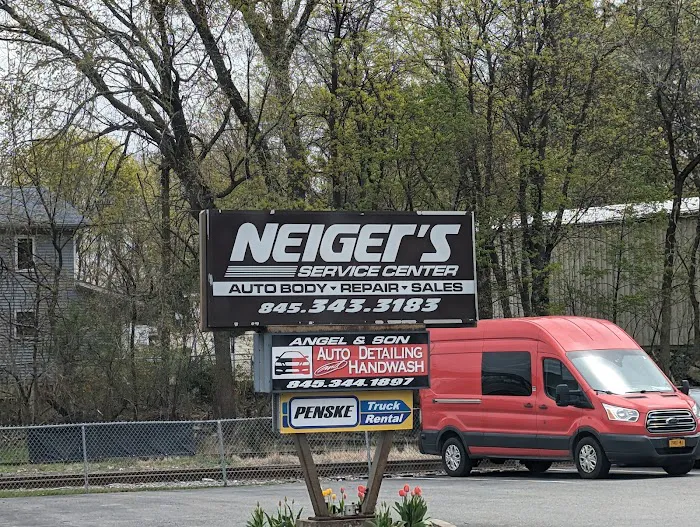 NEIGER'S
SERVICE CENTER
AUTO BODY ▾ REPAIR ▾ SALES
845.343.3183
ANGEL & SON
AUTO DETAILING
and HANDWASH
845.344.1897
PENSKE Truck
Rental